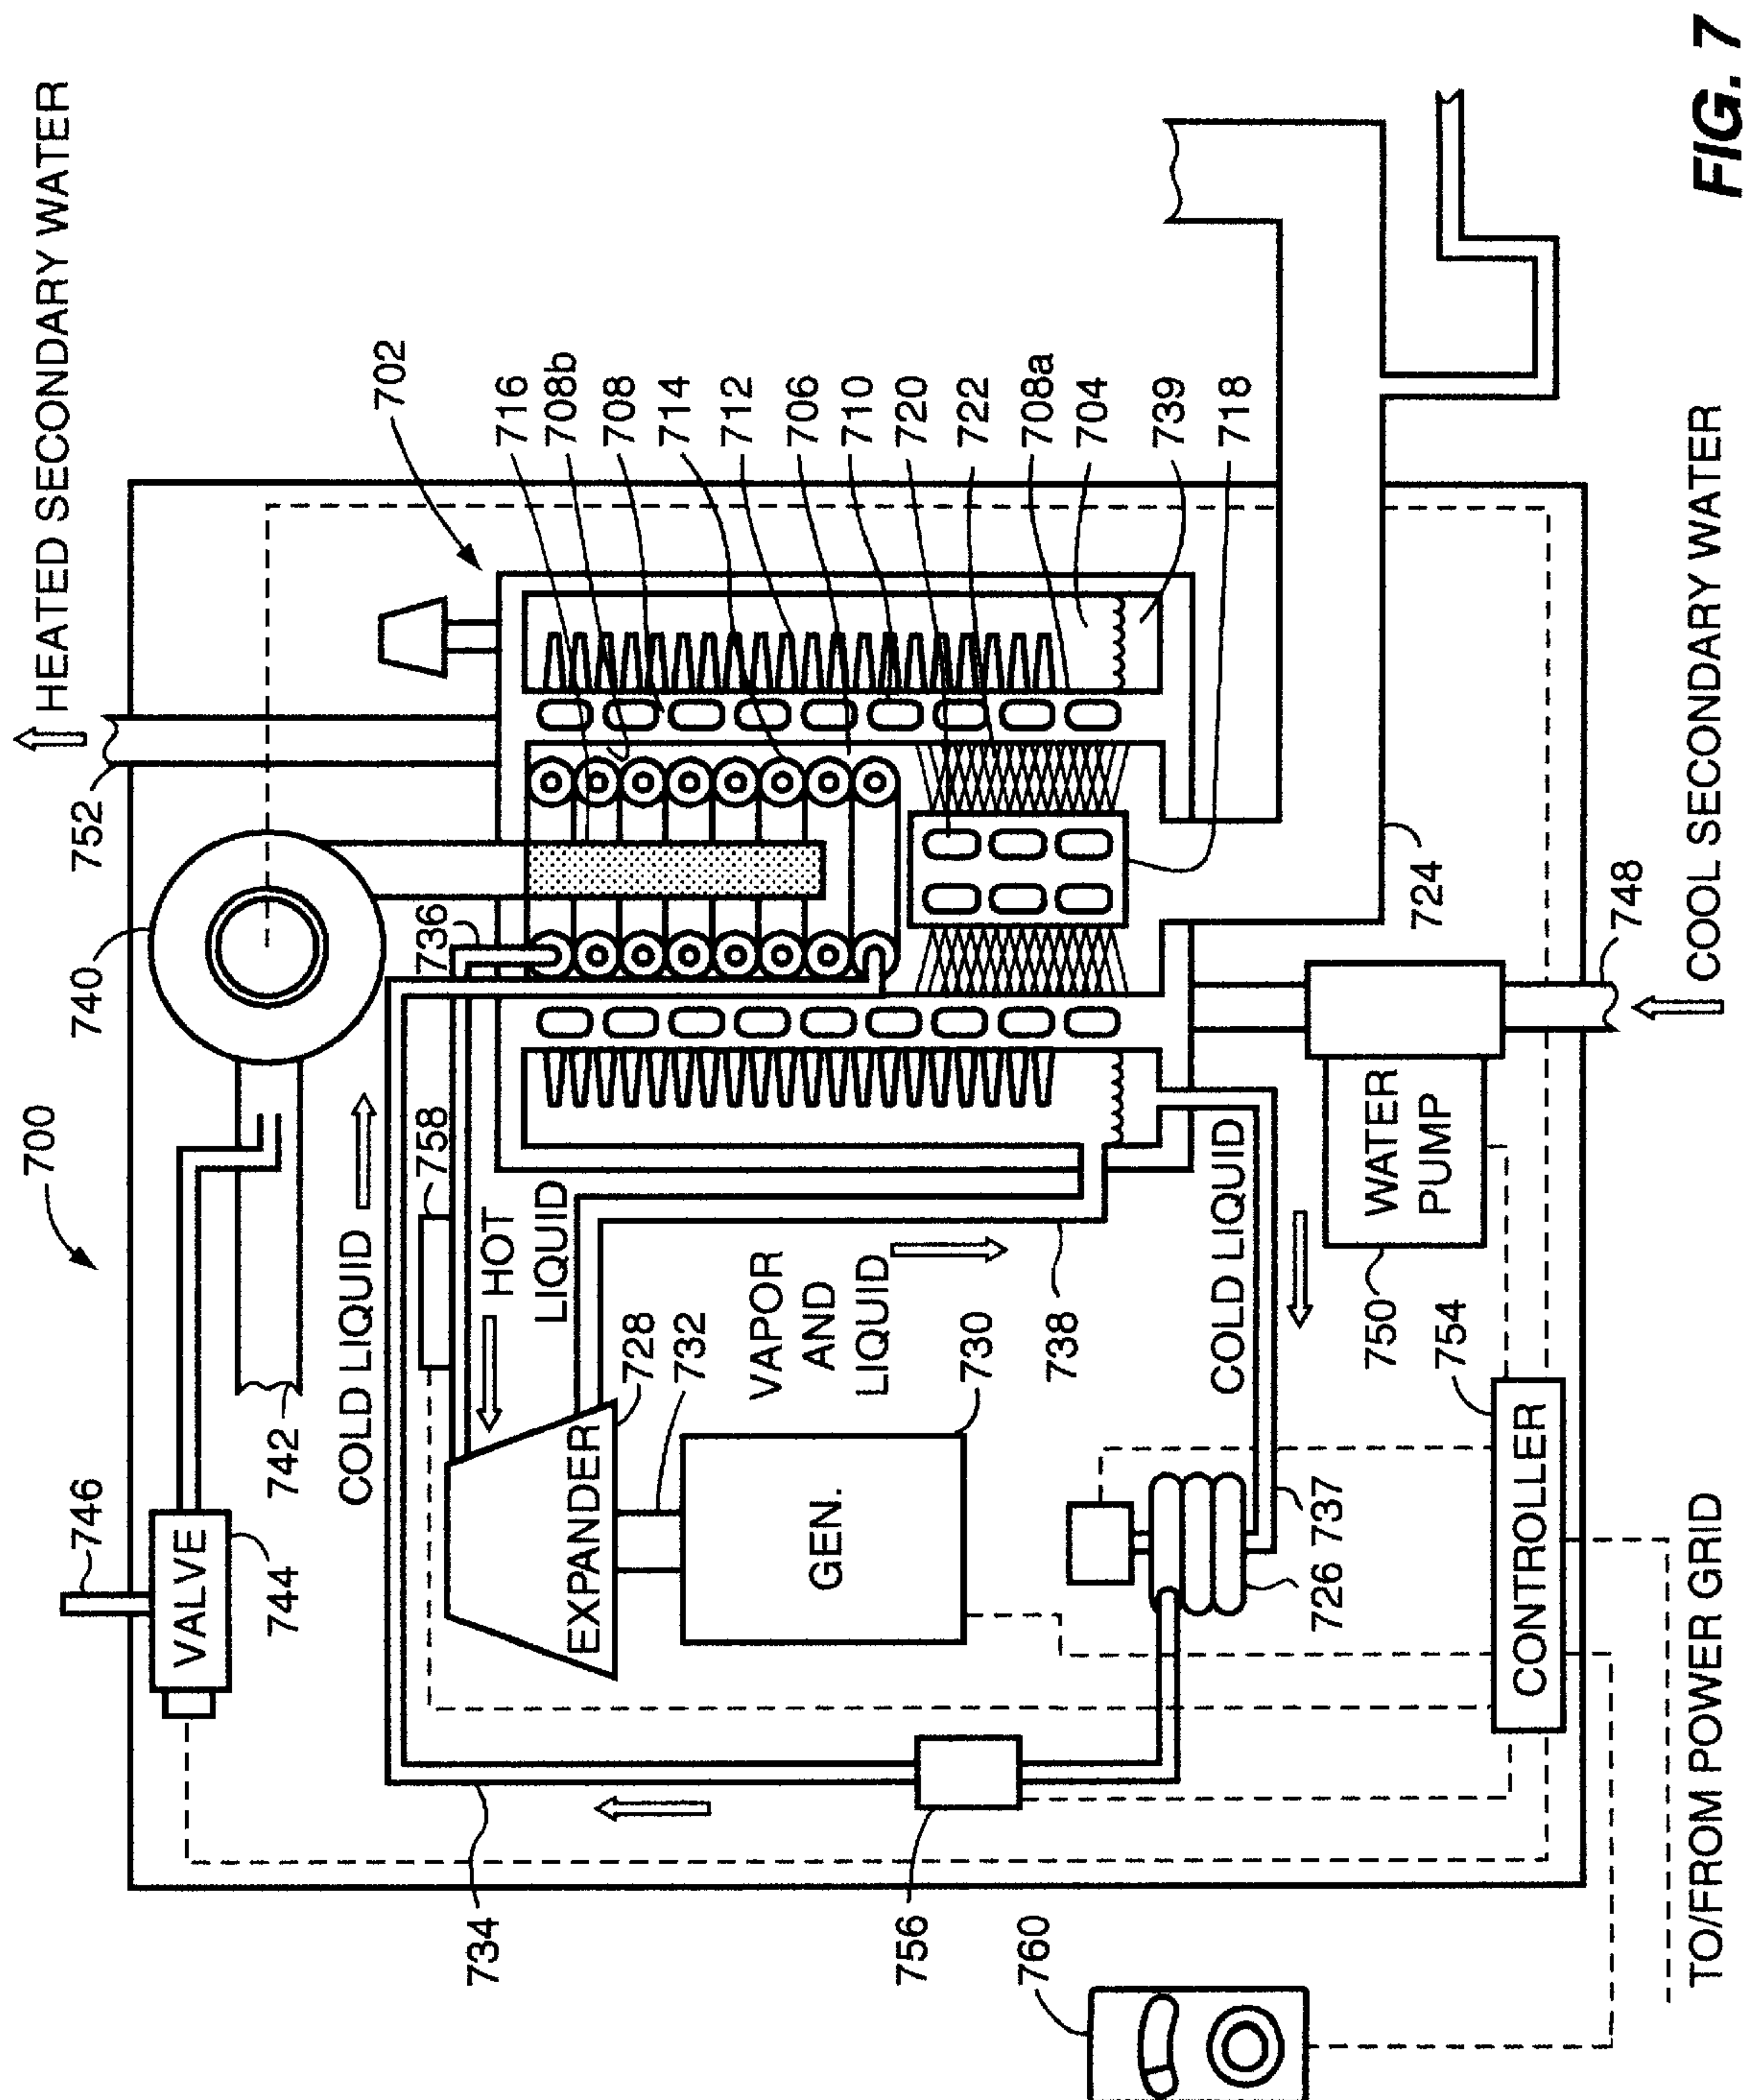 HEATED SECONDARY WATER
700
746
VALVE
744
742
740
752
702
716
708b
708
714
712
706
710
720
722
708a
704
739
718
736
COLD LIQUID
758
HOT
LIQUID
728
732
EXPANDER
VAPOR
AND
LIQUID
730
GEN.
738
COLD LIQUID
734
756
760
726
737
WATER
PUMP
750
754
CONTROLLER
724
748
COOL SECONDARY WATER
TO/FROM POWER GRID
FIG. 7